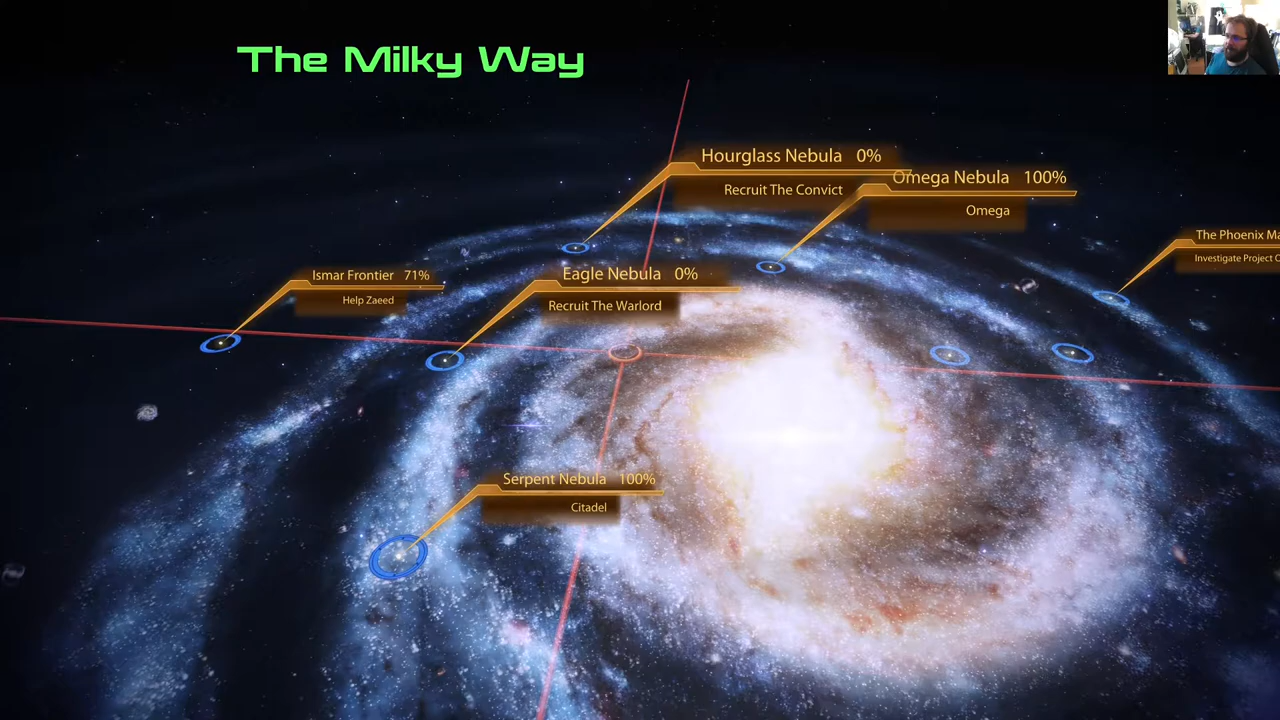 The Milky Way
Hourglass Nebula 0%
Recruit The Convict
Omega Nebula 100%
Omega
The Phoenix Ma
Investigate Project O
Ismar Frontier 71%
Help Zaeed
Eagle Nebula 0%
Recruit The Warlord
Serpent Nebula 100%
Citadel